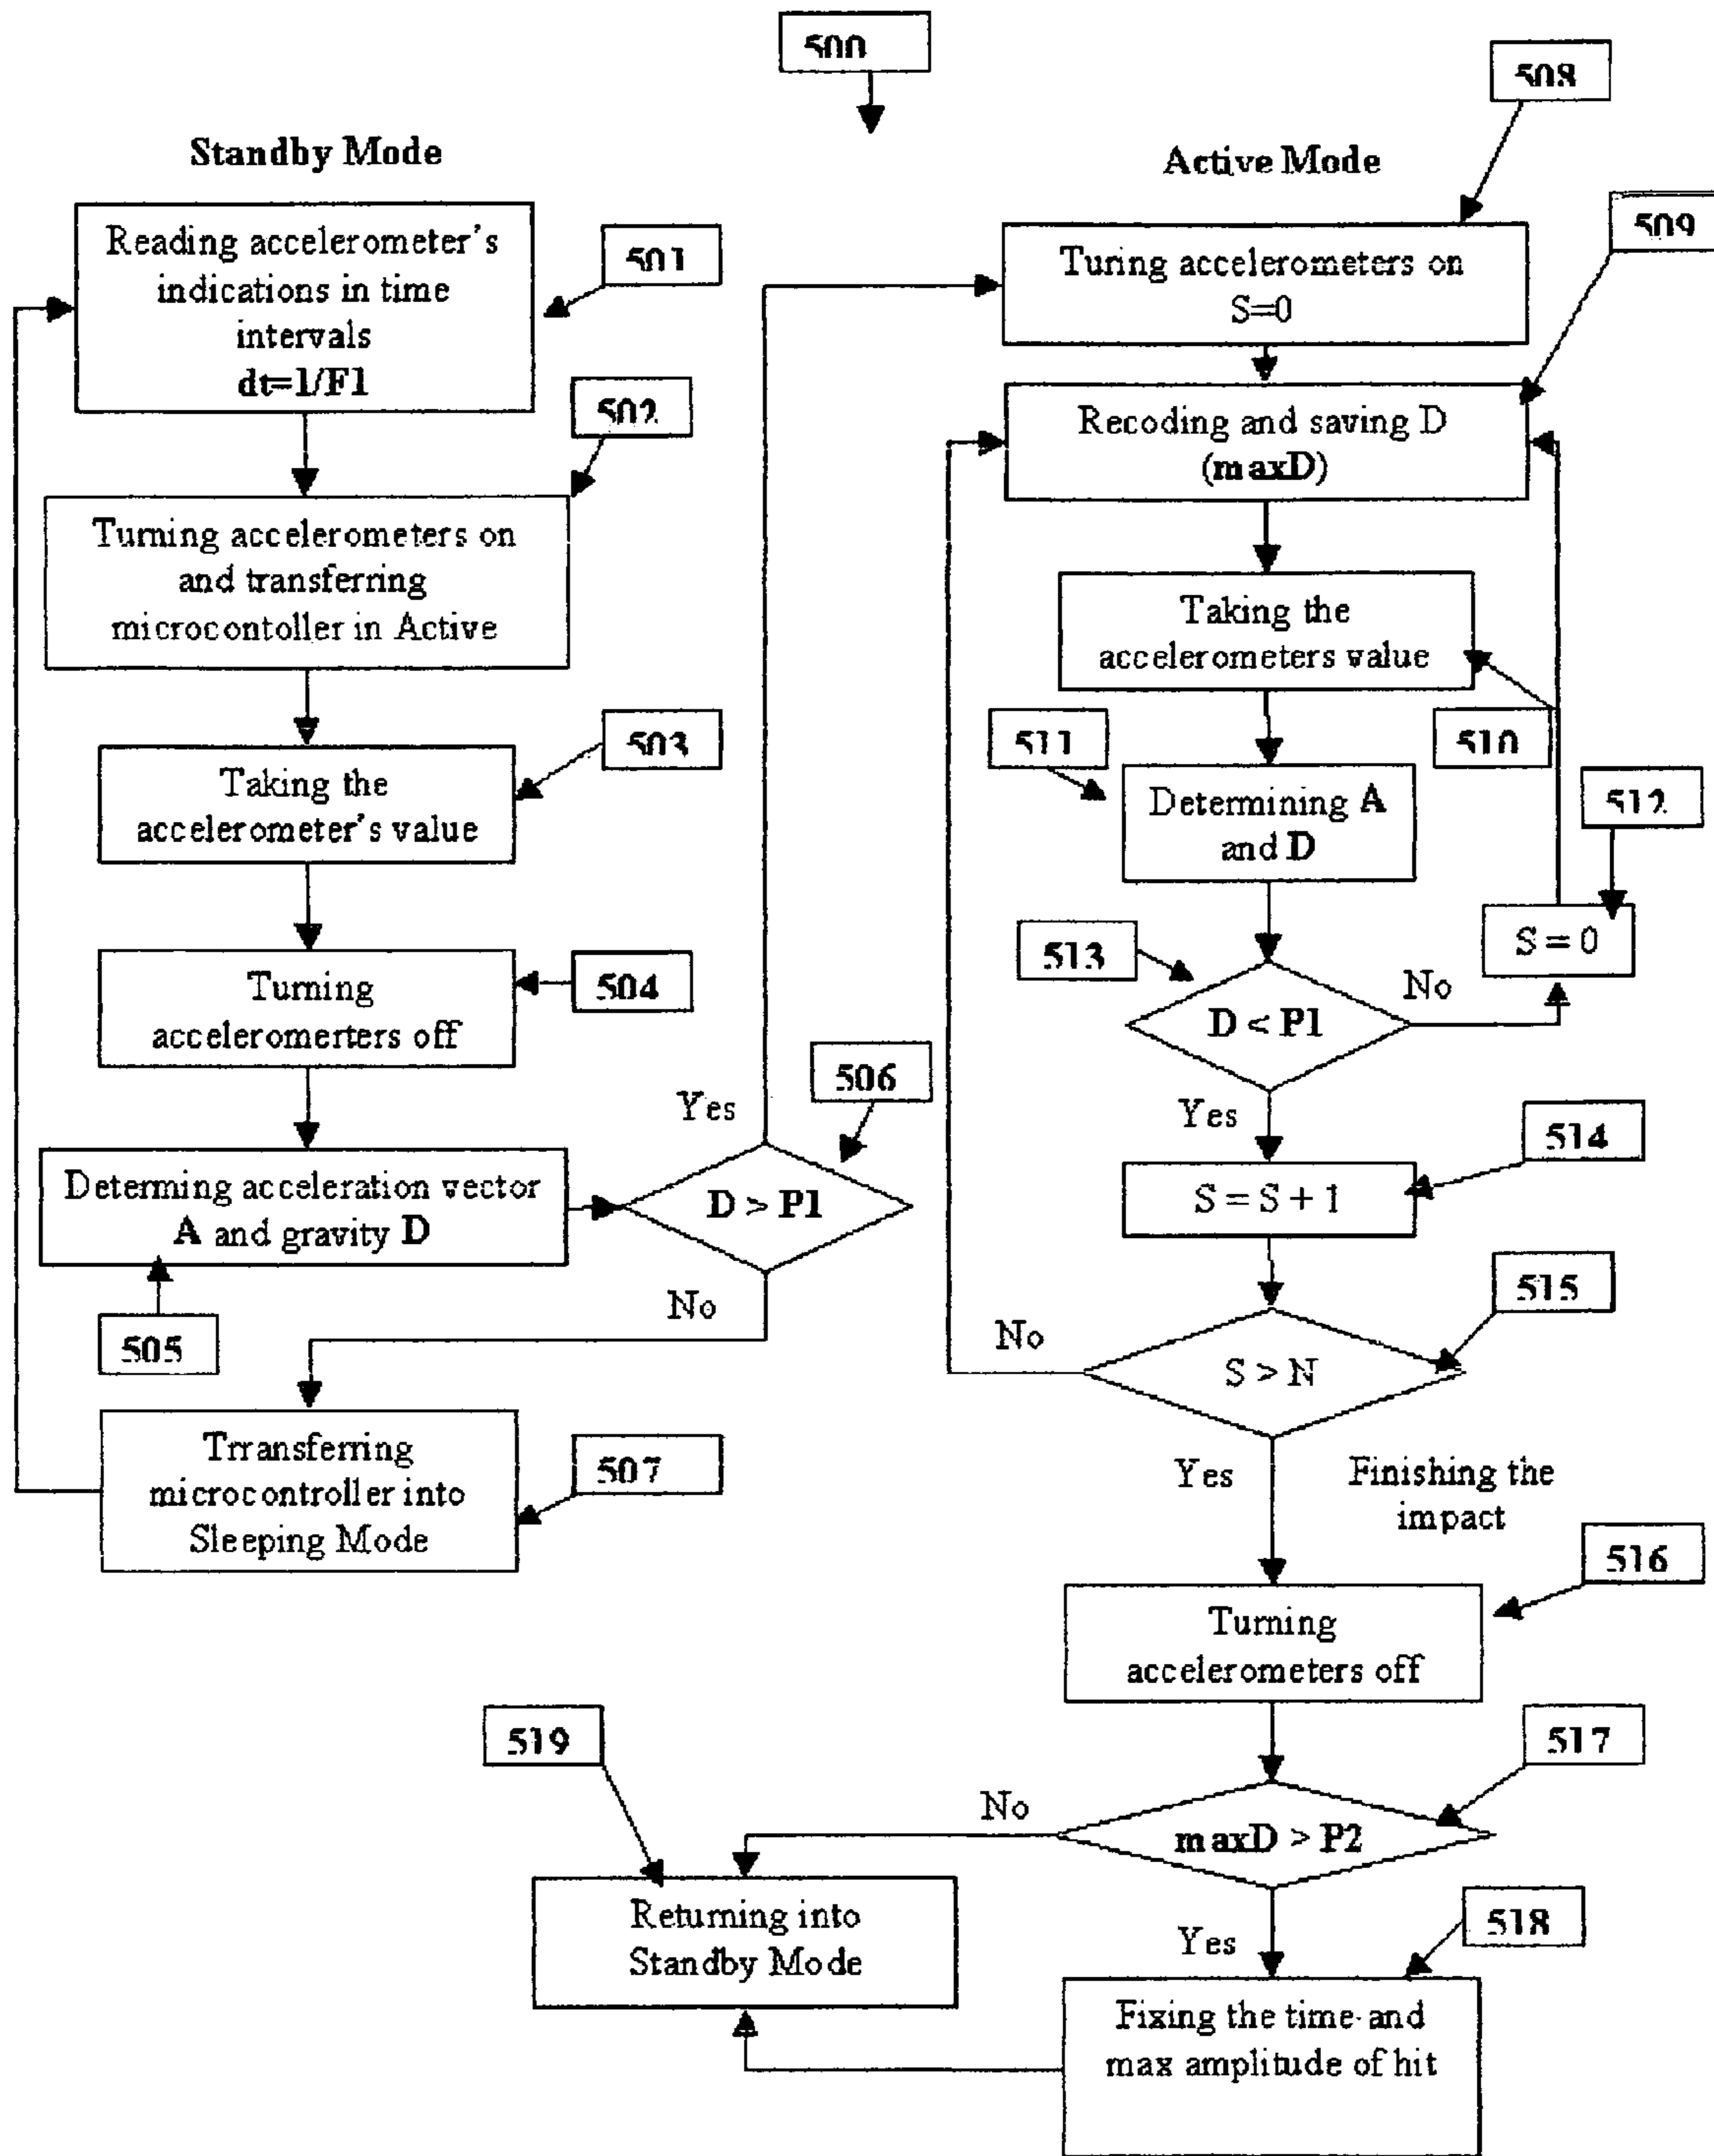 500
508
Standby Mode
Active Mode
Reading accelerometer's
indications in time
intervals
dt=1/F1
501
Turing accelerometers on
S=0
509
502
Recoding and saving D
(maxD)
Turning accelerometers on
and transferring
microcontoller in Active
Taking the
accelerometers value
503
511
510
Taking the
accelerometer's value
Determining A
and D
512
S = 0
513
No
D < P1
504
Turning
acceleromerters off
506
Yes
Yes
514
Determing acceleration vector
A and gravity D
D > P1
S = S + 1
505
No
No
515
S > N
Trransferring
microcontroller into
Sleeping Mode
507
Yes
Finishing the
impact
516
Turning
accelerometers off
519
517
No
maxD > P2
Returning into
Standby Mode
Yes
518
Fixing the time and
max amplitude of hit